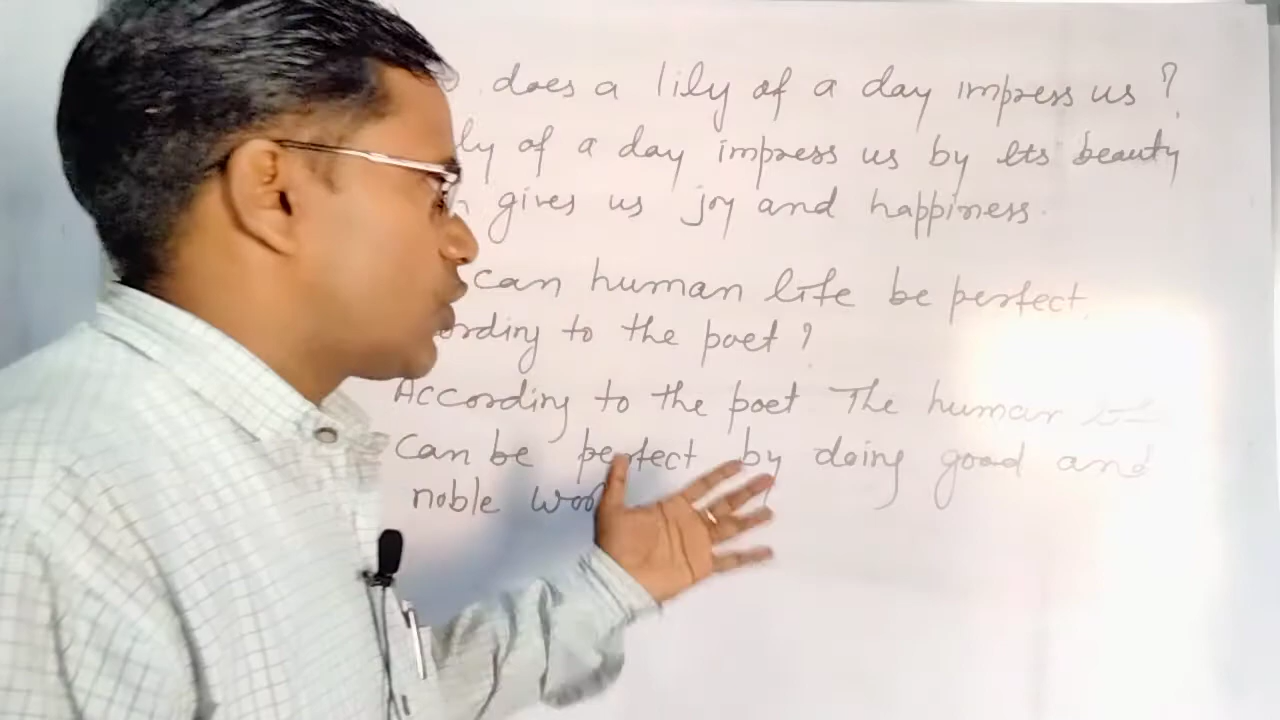 does a lily of a day impress us ?
of a day impress us by its beauty
gives us joy and happiness.
can human life be perfect
to the poet ?
According to the poet The human
Can be perfect by doing good and
noble